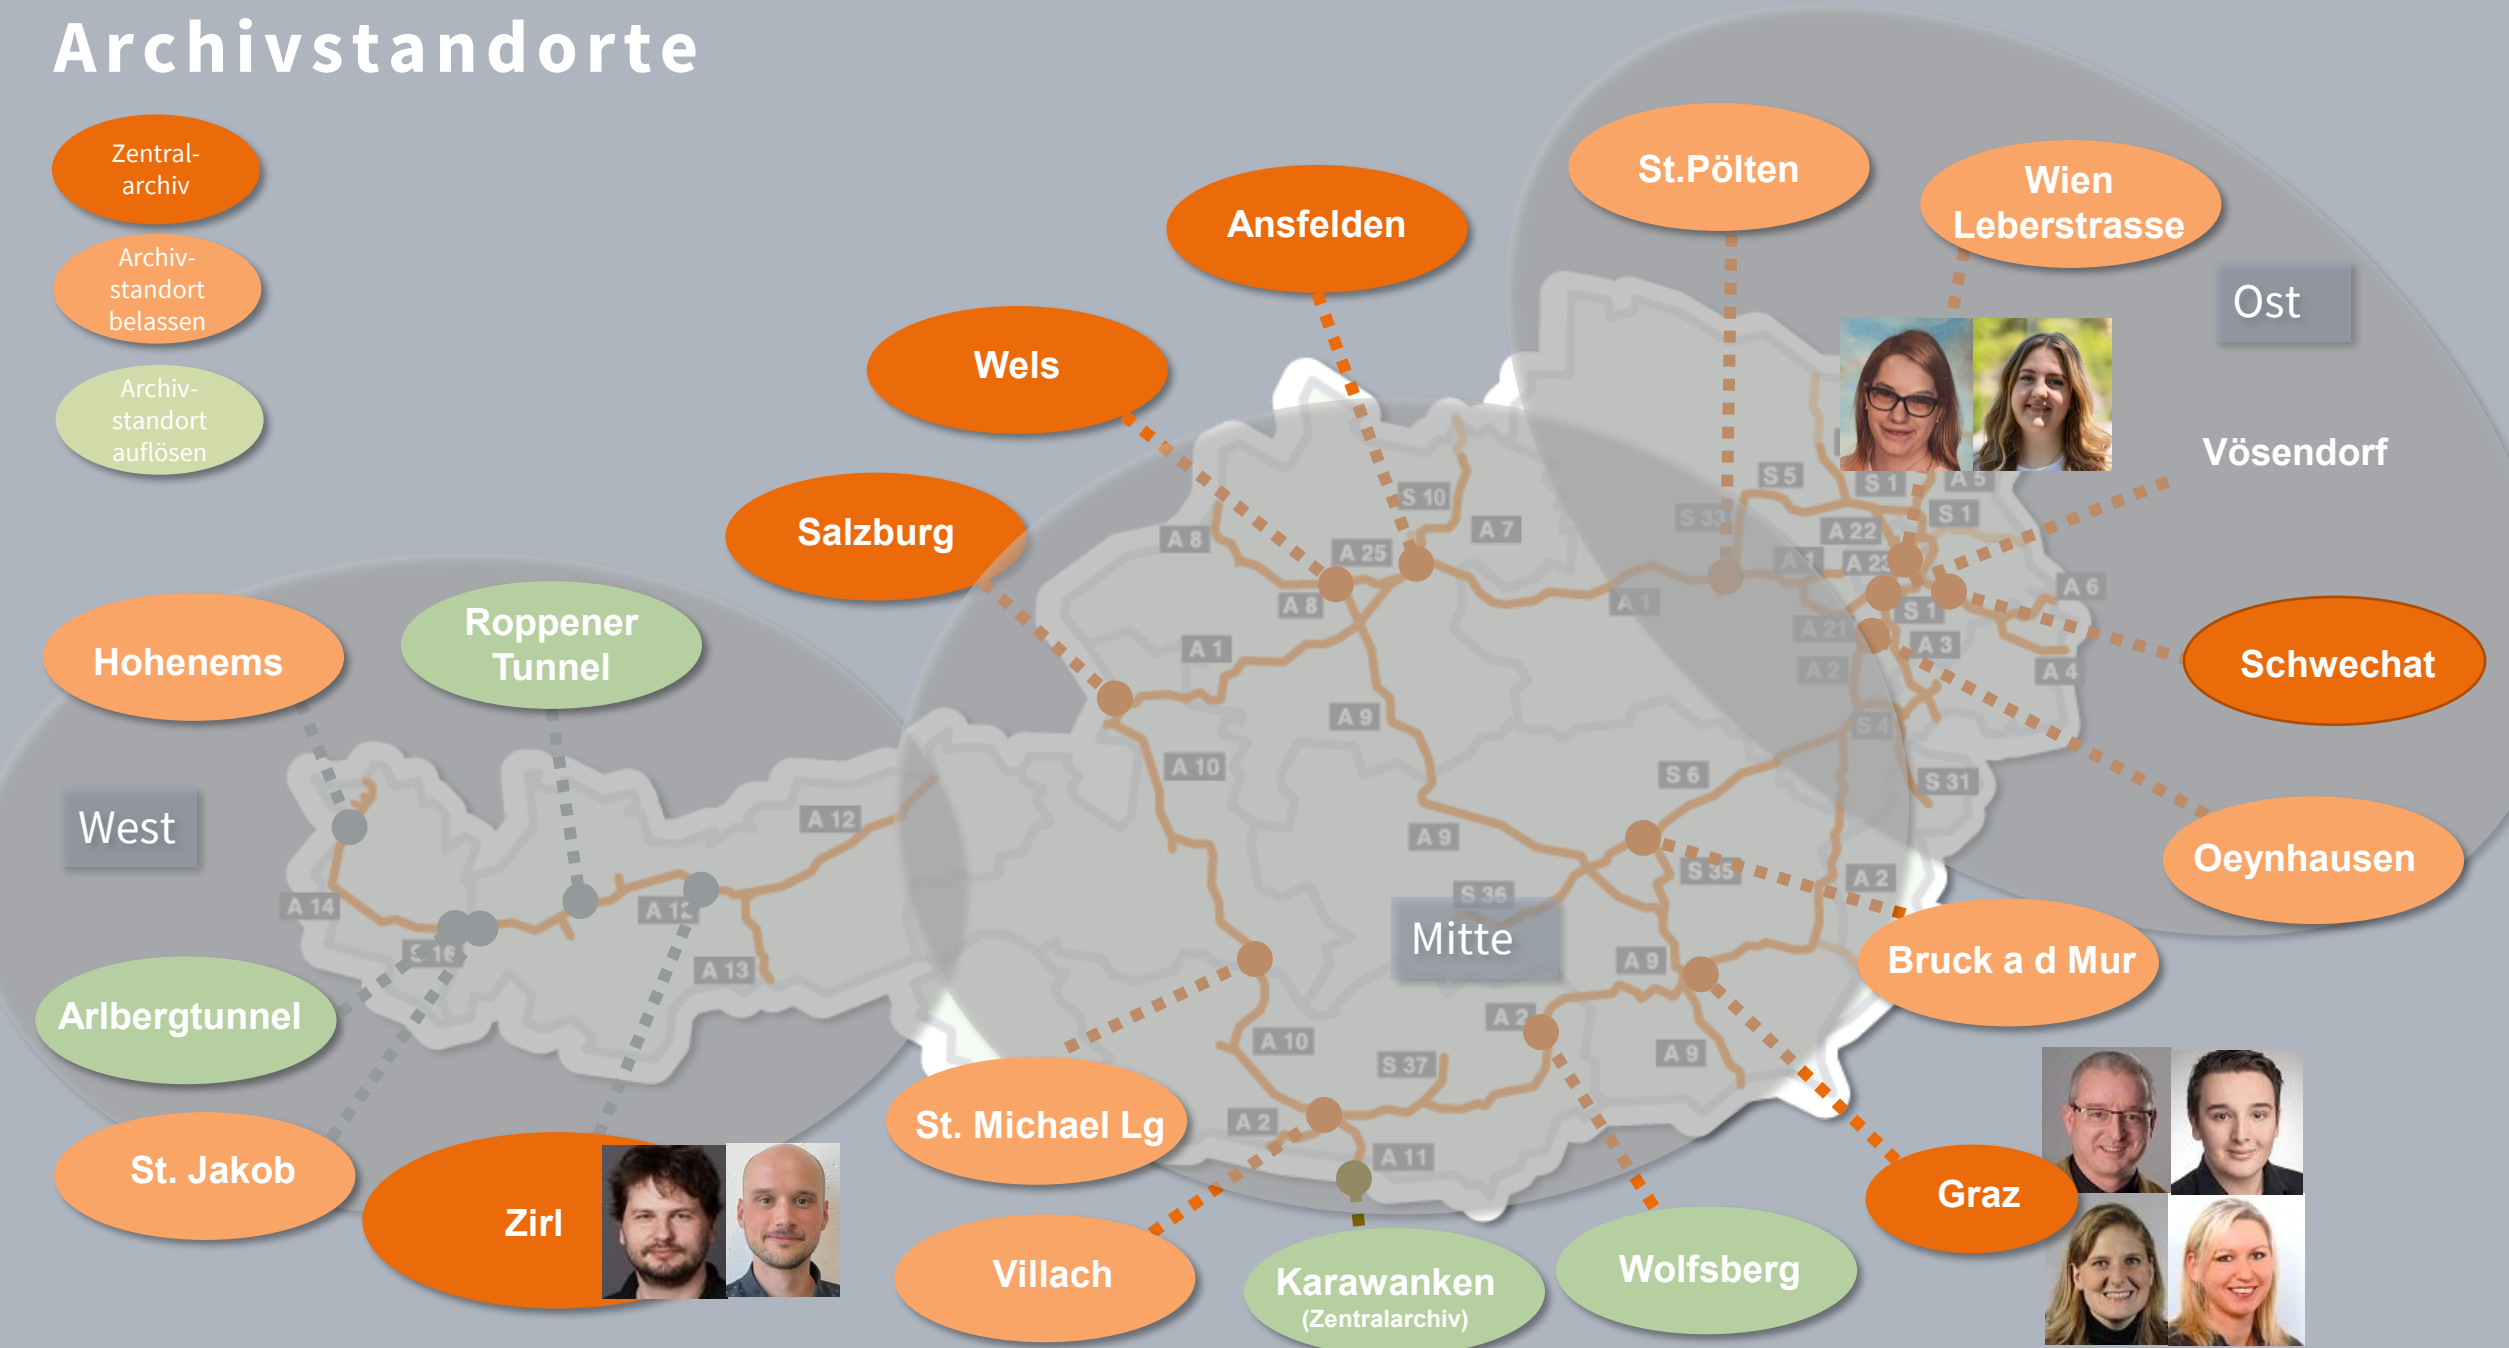 Archivstandorte
Zentral-
archiv
Archiv-
standort
belassen
Archiv-
standort
auflösen
St.Pölten
Wien
Leberstrasse
Ansfelden
Ost
Wels
Vösendorf
Salzburg
S 5
S 1
A 5
S 10
S 33
S 1
A 7
A 22
A 8
A 25
A 1
A 23
A 6
A 8
A 1
S 1
Roppener
Tunnel
A 21
A 3
A 1
Hohenems
A 2
A 4
Schwechat
A 9
S 4
A 10
S 6
S 31
West
A 12
A 9
Oeynhausen
S 35
A 2
S 36
A 14
A 12
Mitte
S 16
A 13
A 9
Bruck a d Mur
Arlbergtunnel
A 2
A 10
A 9
S 37
St. Michael Lg
A 2
A 11
St. Jakob
Zirl
Graz
Villach
Karawanken
(Zentralarchiv)
Wolfsberg